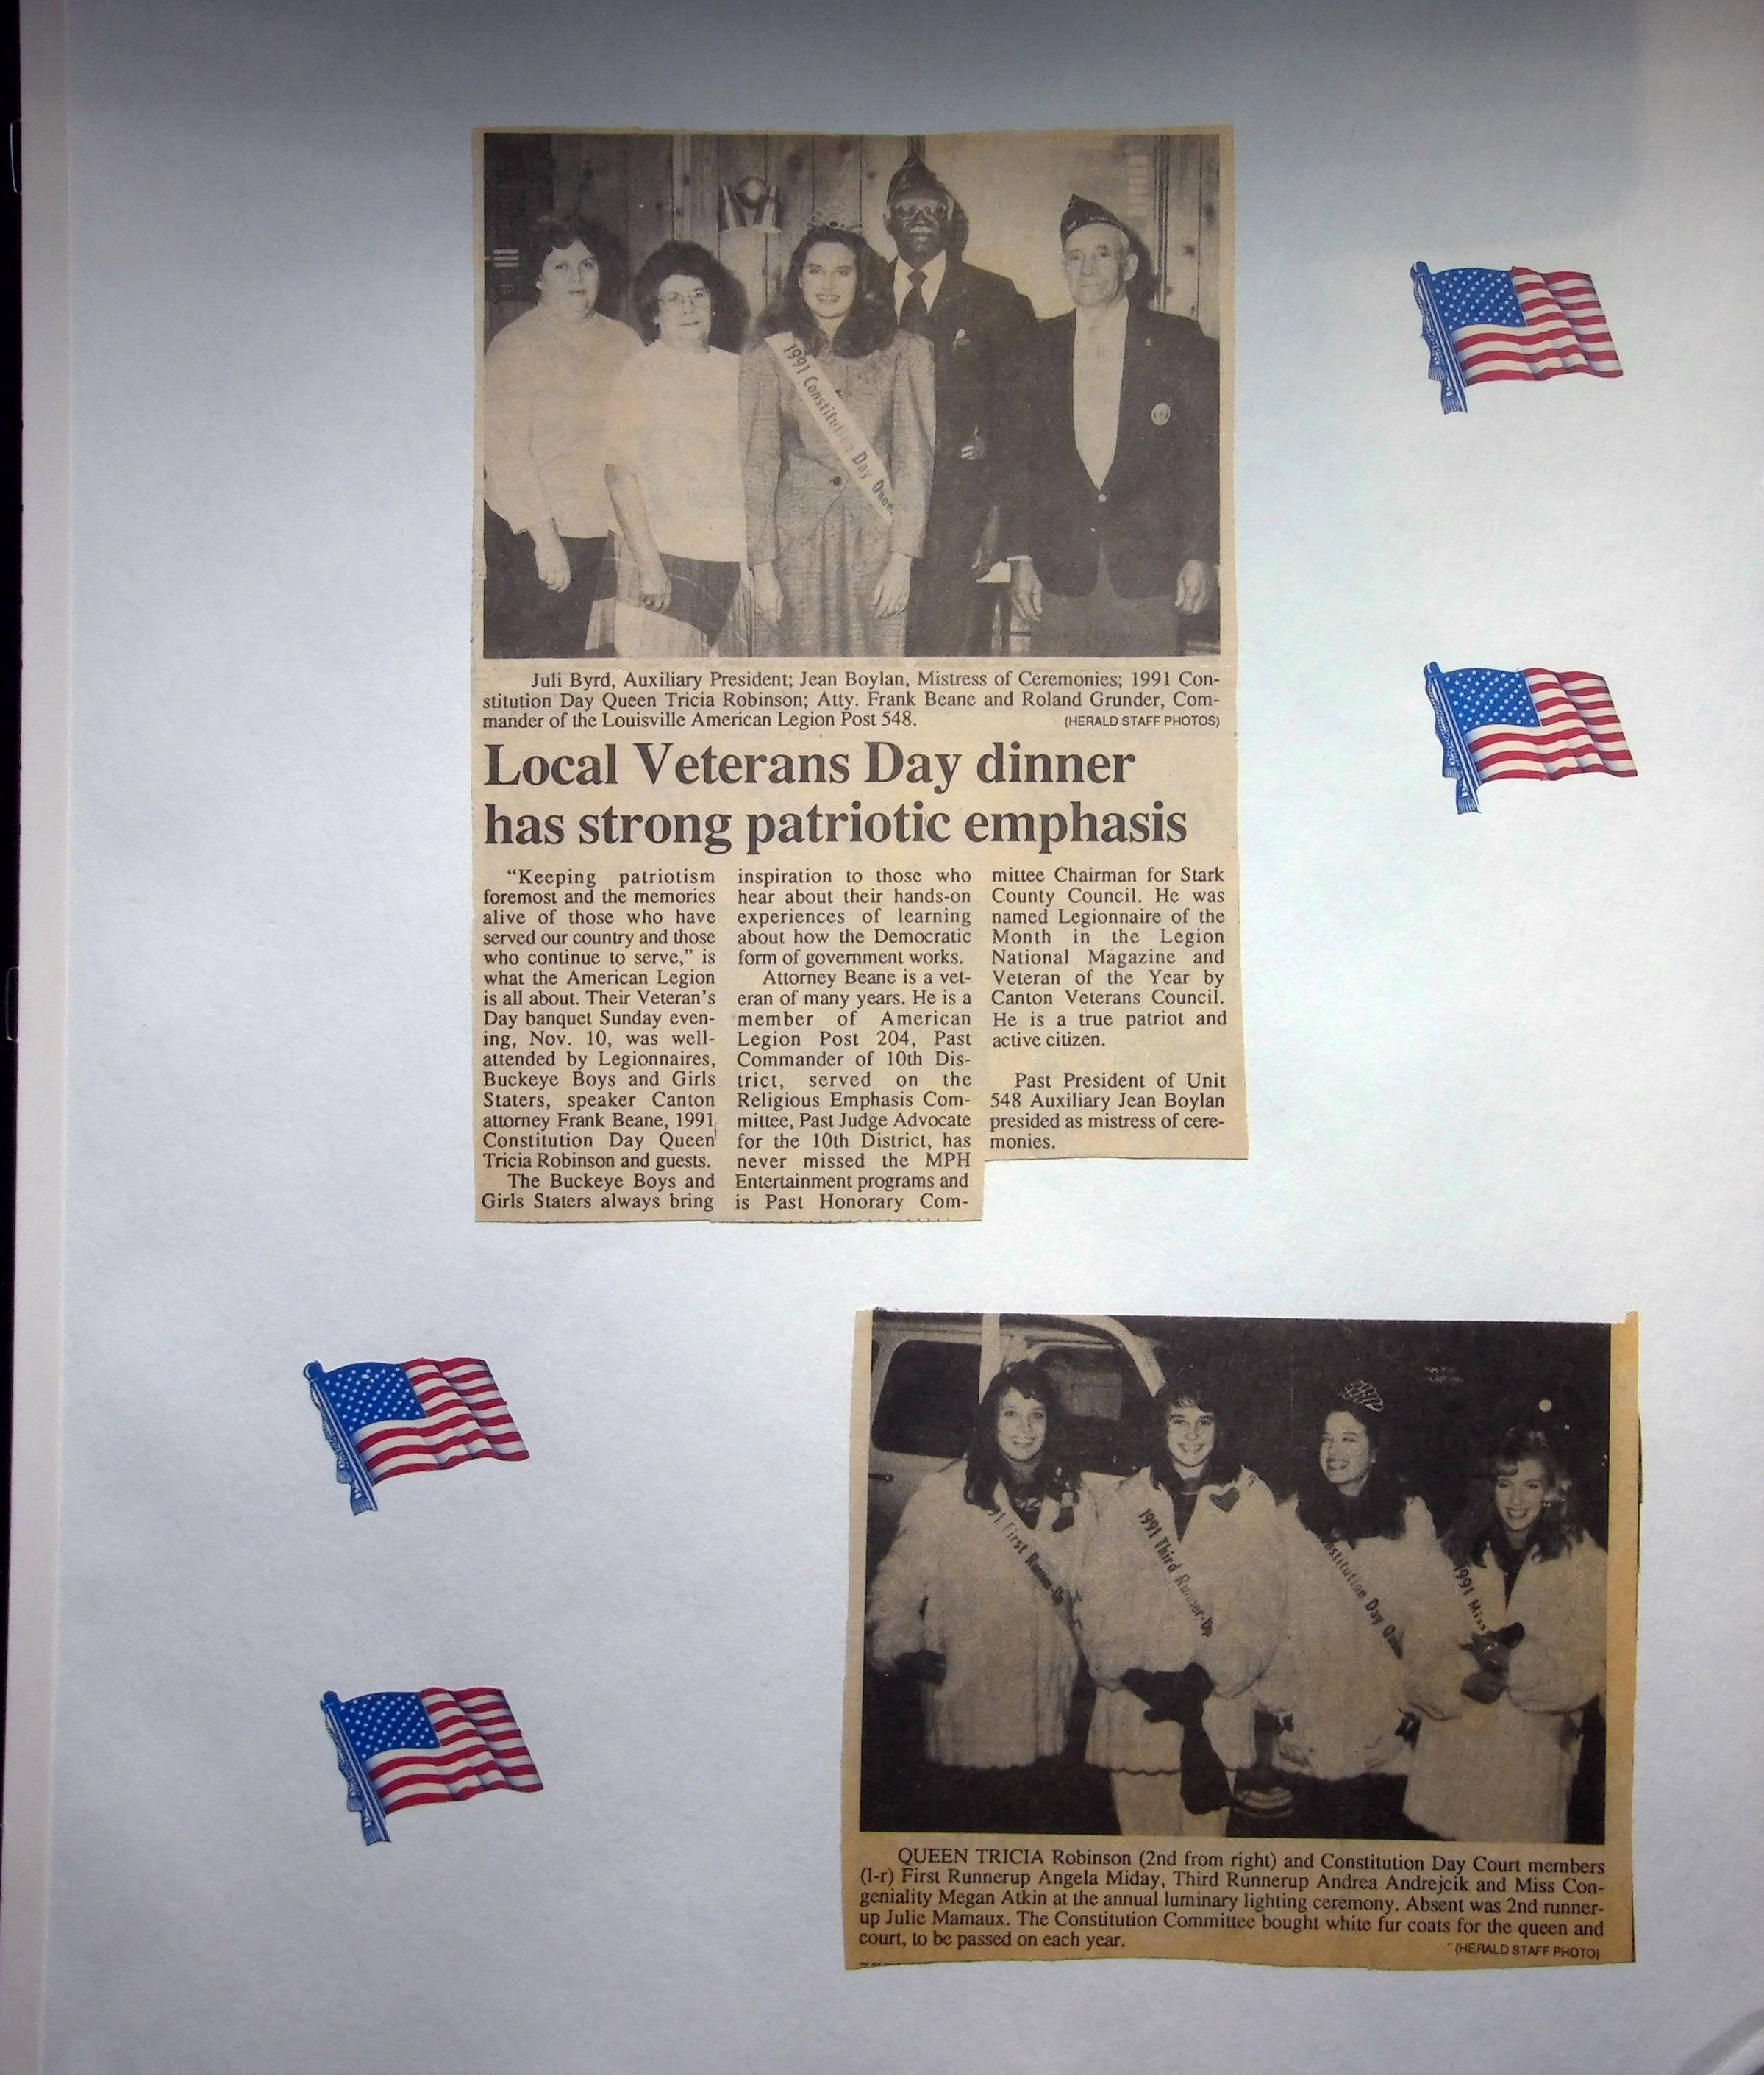 1991 Constitution Day Queen
Juli Byrd, Auxiliary President; Jean Boylan, Mistress of Ceremonies; 1991 Con-
stitution Day Queen Tricia Robinson; Atty. Frank Beane and Roland Grunder, Com-
mander of the Louisville American Legion Post 548. (HERALD STAFF PHOTOS)
Local Veterans Day dinner
has strong patriotic emphasis
“Keeping patriotism
foremost and the memories
alive of those who have
served our country and those
who continue to serve,” is
what the American Legion
is all about. Their Veteran's
Day banquet Sunday even-
ing, Nov. 10, was well-
attended by Legionnaires,
Buckeye Boys and Girls
Staters, speaker Canton
attorney Frank Beane, 1991
Constitution Day Queen
Tricia Robinson and guests.
The Buckeye Boys and
Girls Staters always bring
inspiration to those who
hear about their hands-on
experiences of learning
about how the Democratic
form of government works.
Attorney Beane is a vet-
eran of many years. He is a
member of American
Legion Post 204, Past
Commander of 10th Dis-
trict, served on the
Religious Emphasis Com-
mittee, Past Judge Advocate
for the 10th District, has
never missed the MPH
Entertainment programs and
is Past Honorary Com-
mittee Chairman for Stark
County Council. He was
named Legionnaire of the
Month in the Legion
National Magazine and
Veteran of the Year by
Canton Veterans Council.
He is a true patriot and
active citizen.
Past President of Unit
548 Auxiliary Jean Boylan
presided as mistress of cere-
monies.
91 First Runner-Up
1991 Third Runner-Up
nstitution Day Qu
1991 Miss
QUEEN TRICIA Robinson (2nd from right) and Constitution Day Court members
(l-r) First Runnerup Angela Miday, Third Runnerup Andrea Andrejcik and Miss Con-
geniality Megan Atkin at the annual luminary lighting ceremony. Absent was 2nd runner-
up Julie Mamaux. The Constitution Committee bought white fur coats for the queen and
court, to be passed on each year. (HERALD STAFF PHOTO)